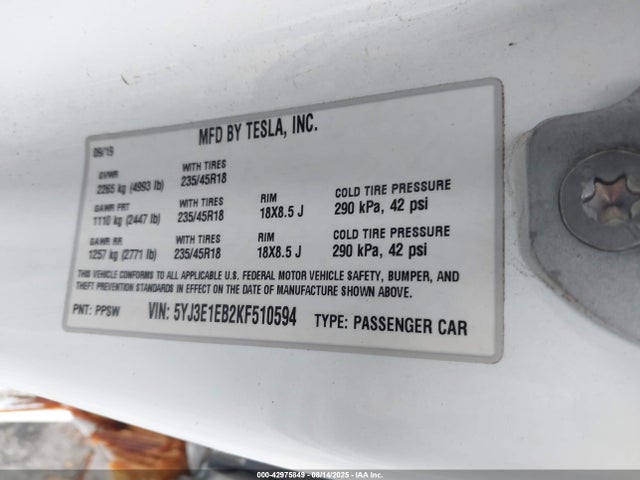 MFD BY TESLA, INC.
09/19
GVWR WITH TIRES
2265 kg (4993 lb) 235/45R18
GAWR FRT WITH TIRES RIM COLD TIRE PRESSURE
1110 kg (2447 lb) 235/45R18 18X8.5 J 290 kPa, 42 psi
GAWR RR WITH TIRES RIM COLD TIRE PRESSURE
1257 kg (2771 lb) 235/45R18 18X8.5 J 290 kPa, 42 psi
THIS VEHICLE CONFORMS TO ALL APPLICABLE U.S. FEDERAL MOTOR VEHICLE SAFETY, BUMPER, AND
THEFT PREVENTION STANDARDS IN EFFECT ON THE DATE OF MANUFACTURE SHOWN ABOVE.
PNT: PPSW VIN: 5YJ3E1EB2KF510594 TYPE: PASSENGER CAR
000-42975849 - 08/14/2025 - IAA Inc.